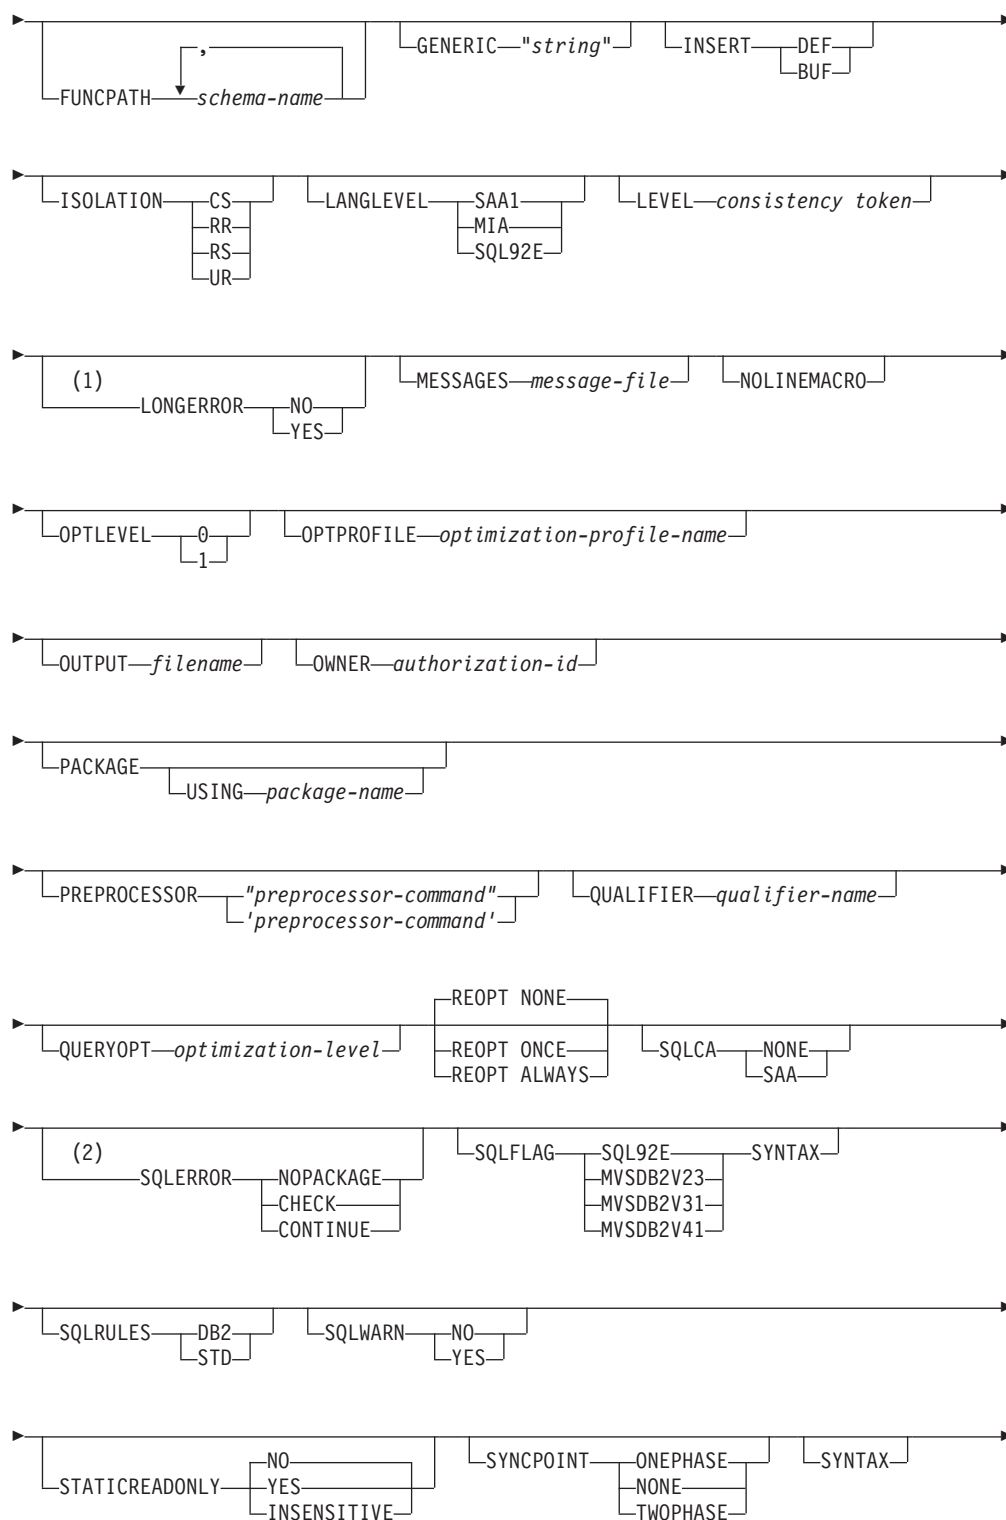 ,
FUNCPATH schema-name
GENERIC "string"
INSERT DEF
BUF
ISOLATION CS
RR
RS
UR
LANGLEVEL SAA1
MIA
SQL92E
LEVEL consistency token
(1)
LONGERROR NO
YES
MESSAGES message-file
NOLINEMACRO
OPTLEVEL 0
1
OPTPROFILE optimization-profile-name
OUTPUT filename
OWNER authorization-id
PACKAGE
USING package-name
PREPROCESSOR "preprocessor-command"
'preprocessor-command'
QUALIFIER qualifier-name
QUERYOPT optimization-level
REOPT NONE
REOPT ONCE
REOPT ALWAYS
SQLCA NONE
SAA
(2)
SQLERROR NOPACKAGE
CHECK
CONTINUE
SQLFLAG SQL92E SYNTAX
MVSDB2V23
MVSDB2V31
MVSDB2V41
SQLRULES DB2
STD
SQLWARN NO
YES
STATICREADONLY NO
YES
INSENSITIVE
SYNCPOINT ONEPHASE
NONE
TWOPHASE
SYNTAX